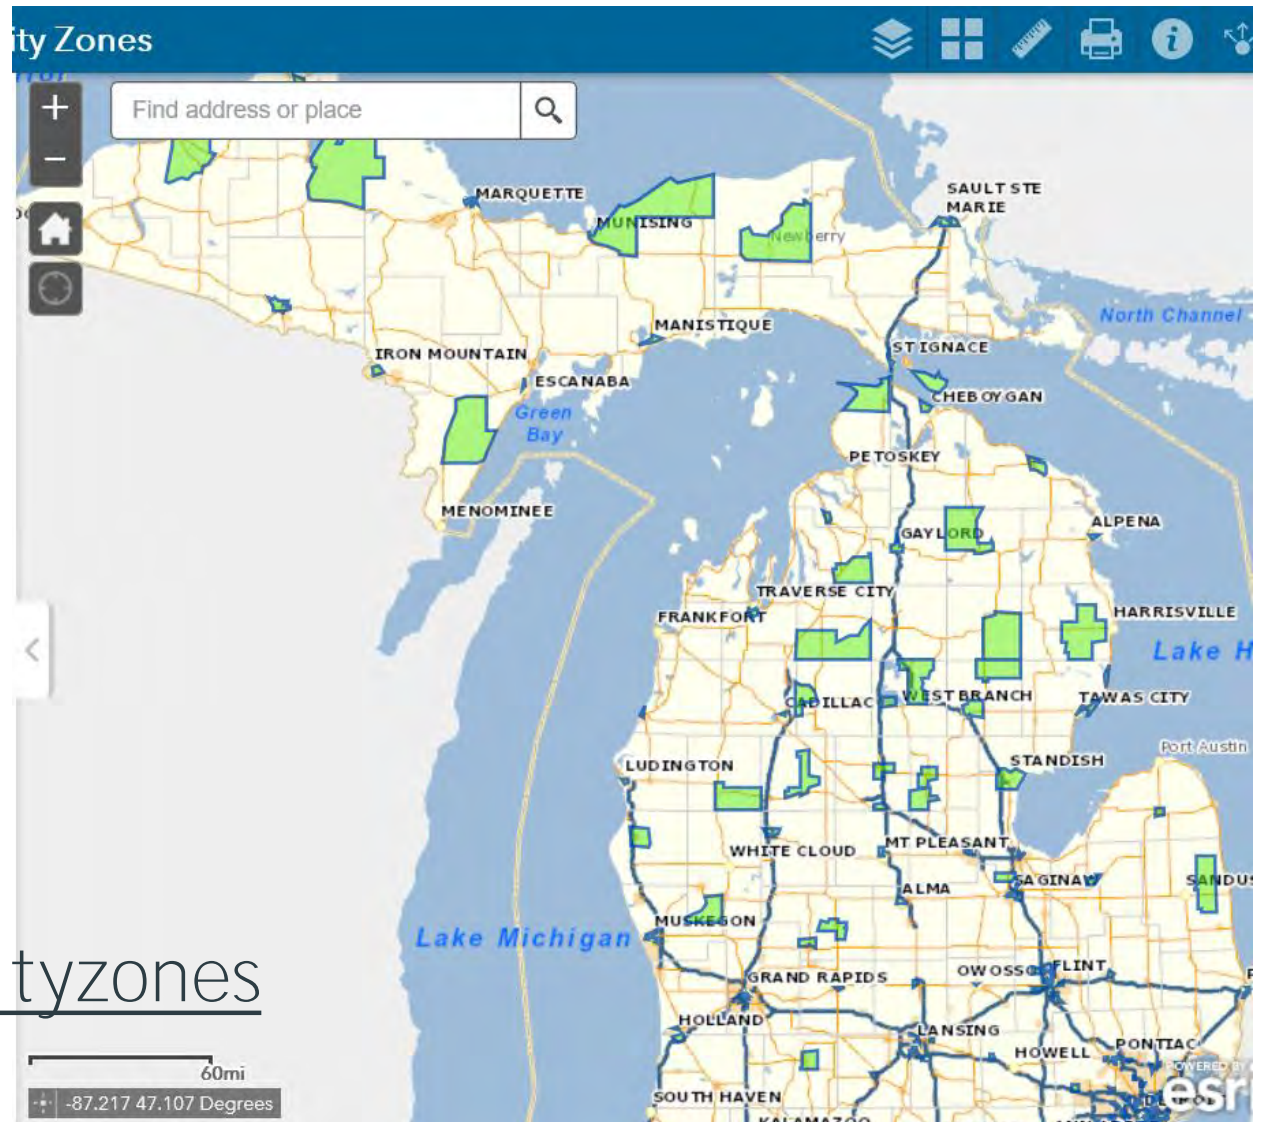 ity Zones
Find address or place
MARQUETTE
SAULT STE
MARIE
MUNISING
Newberry
North Channel
MANISTIQUE
ST IGNACE
IRON MOUNTAIN
ESCANABA
CHEBOYGAN
Green
Bay
PETOSKEY
MENOMINEE
ALPENA
GAYLORD
TRAVERSE CITY
FRANKFORT
HARRISVILLE
Lake H
CADILLAC
WEST BRANCH
TAWAS CITY
Port Austin
STANDISH
LUDINGTON
WHITE CLOUD
MT PLEASANT
SAGINAW
SANDUS
ALMA
MUSKEGON
Lake Michigan
tyzones
GRAND RAPIDS
OWOSSO
FLINT
HOLLAND
LANSING
HOWELL
PONTIAC
60mi
POWERED BY
esri
-87.217 47.107 Degrees
SOUTH HAVEN
DETROIT
KALAMAZOO